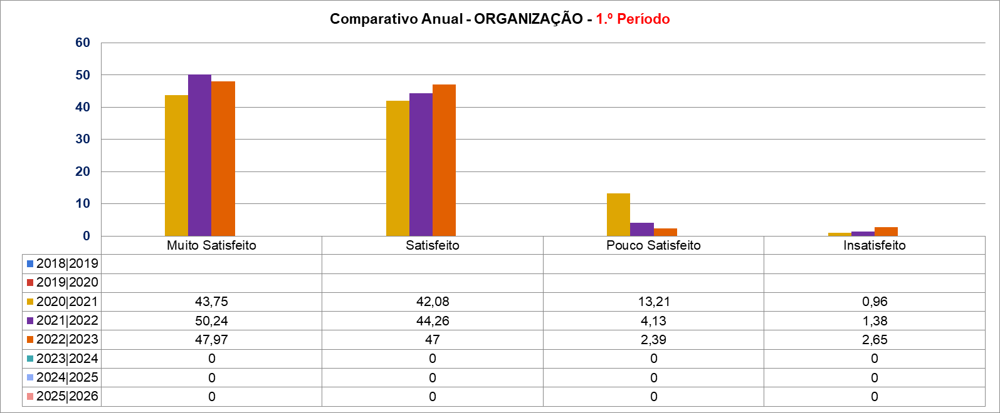 Comparativo Anual - ORGANIZAÇÃO - 1.º Período
60
50
40
30
20
10
0
Muito Satisfeito Satisfeito Pouco Satisfeito Insatisfeito
2018|2019
2019|2020
2020|2021 43,75 42,08 13,21 0,96
2021|2022 50,24 44,26 4,13 1,38
2022|2023 47,97 47 2,39 2,65
2023|2024 0 0 0 0
2024|2025 0 0 0 0
2025|2026 0 0 0 0